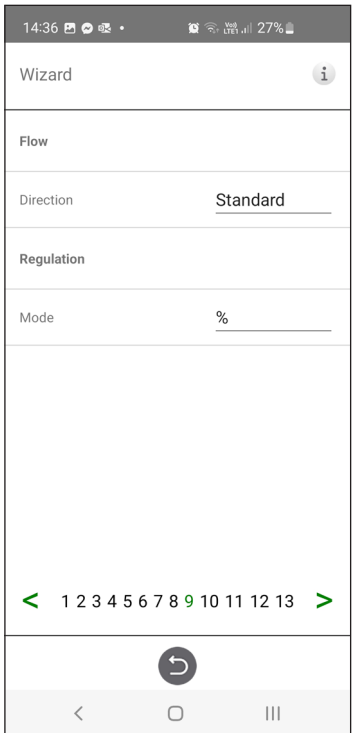 14:36 27%
Wizard i
Flow
Direction Standard
Regulation
Mode %
< 1 2 3 4 5 6 7 8 9 10 11 12 13 >